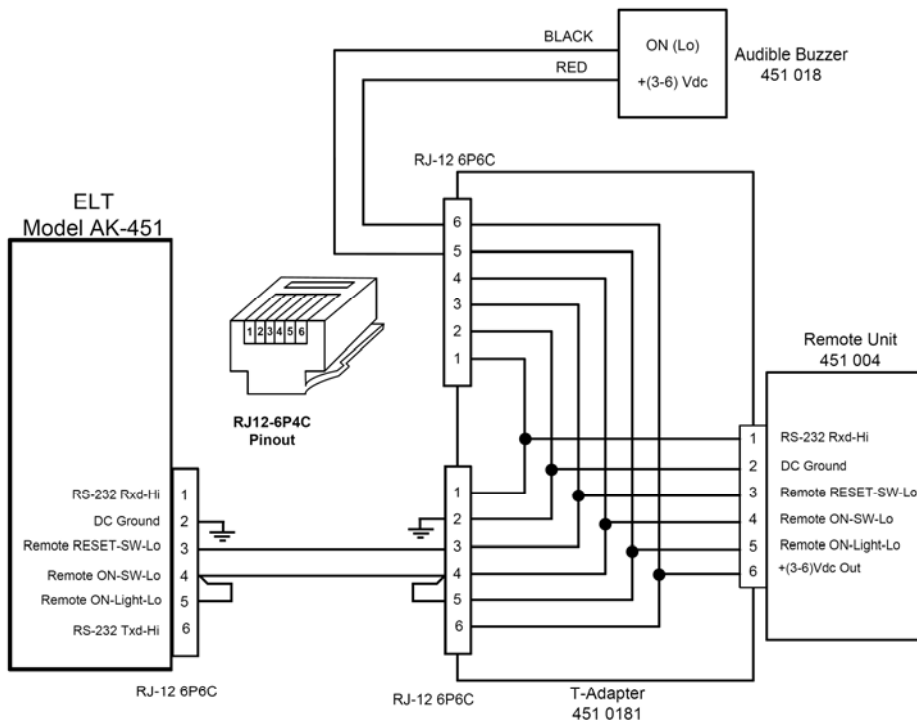 BLACK
RED
ON (Lo)
+(3-6) Vdc
Audible Buzzer
451 018
RJ-12 6P6C
ELT
Model AK-451
6
5
4
3
2
1
1 2 3 4 5 6
RJ12-6P4C
Pinout
Remote Unit
451 004
RS-232 Rxd-Hi
DC Ground
Remote RESET-SW-Lo
Remote ON-SW-Lo
Remote ON-Light-Lo
RS-232 Txd-Hi
1
2
3
4
5
6
1
2
3
4
5
6
1
2
3
4
5
6
RS-232 Rxd-Hi
DC Ground
Remote RESET-SW-Lo
Remote ON-SW-Lo
Remote ON-Light-Lo
+(3-6)Vdc Out
RJ-12 6P6C
RJ-12 6P6C
T-Adapter
451 0181